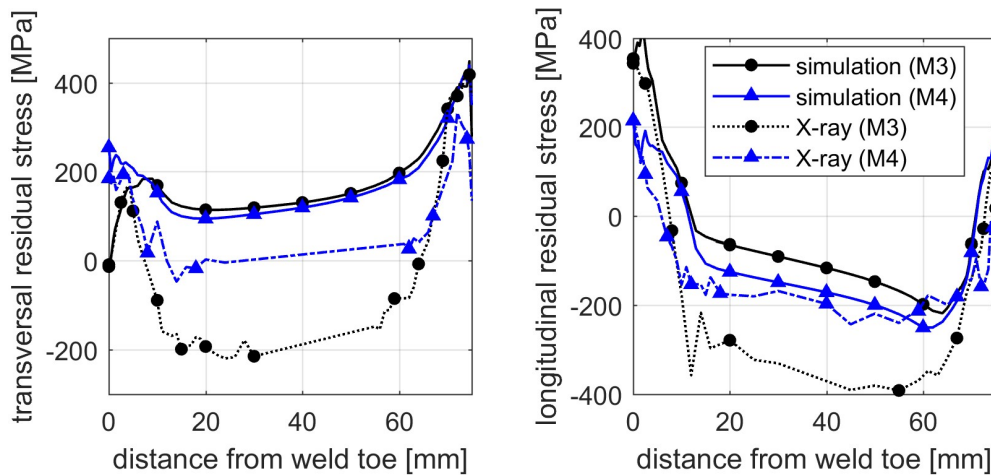 transversal residual stress [MPa]
400
200
0
-200
0
20
40
60
distance from weld toe [mm]
longitudinal residual stress [MPa]
400
200
0
-200
-400
0
20
40
60
distance from weld toe [mm]
simulation (M3)
simulation (M4)
X-ray (M3)
X-ray (M4)